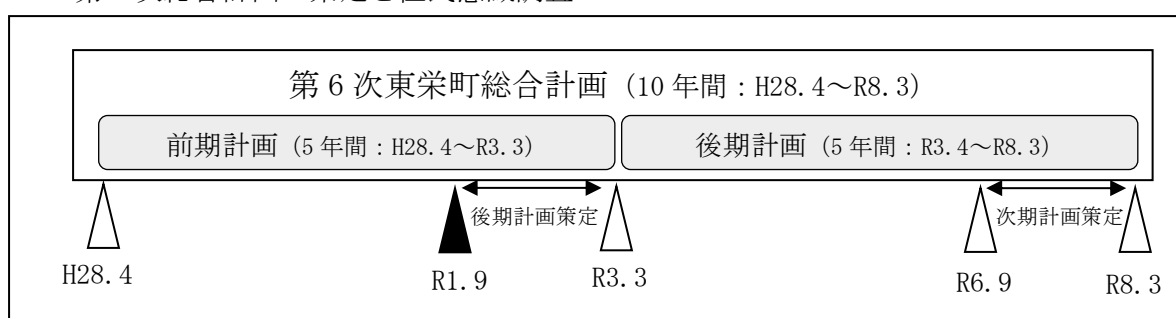 第6次東栄町総合計画（10年間：H28.4～R8.3）
前期計画（5年間：H28.4～R3.3）
後期計画（5年間：R3.4～R8.3）
後期計画策定
次期計画策定
H28.4
R1.9
R3.3
R6.9
R8.3